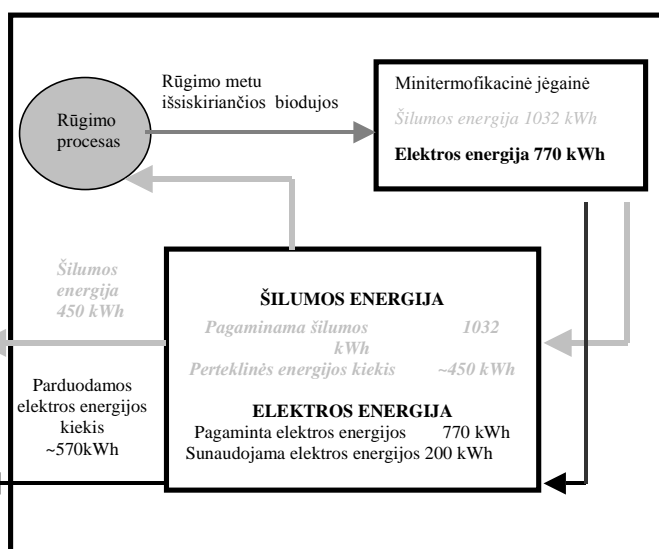 Rūgimo metu
išsiskiriančios biodujos
Rūgimo
procesas
Minitermofikacinė jėgainė
Šilumos energija 1032 kWh
Elektros energija 770 kWh
Šilumos
energija
450 kWh
ŠILUMOS ENERGIJA
Pagaminama šilumos 1032
kWh
Perteklinės energijos kiekis ~450 kWh
Parduodamos
elektros energijos
kiekis
~570kWh
ELEKTROS ENERGIJA
Pagaminta elektros energijos 770 kWh
Sunaudojama elektros energijos 200 kWh